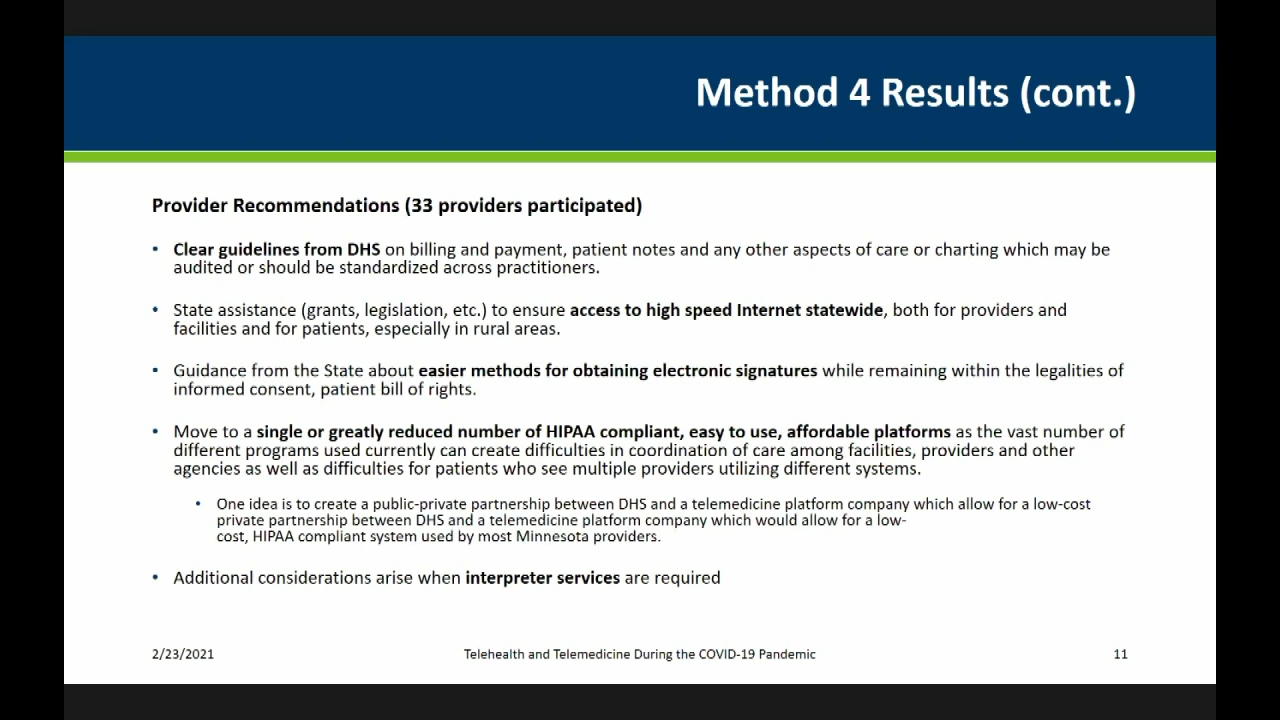 Method 4 Results (cont.)
Provider Recommendations (33 providers participated)
• Clear guidelines from DHS on billing and payment, patient notes and any other aspects of care or charting which may be
audited or should be standardized across practitioners.
• State assistance (grants, legislation, etc.) to ensure access to high speed Internet statewide, both for providers and
facilities and for patients, especially in rural areas.
• Guidance from the State about easier methods for obtaining electronic signatures while remaining within the legalities of
informed consent, patient bill of rights.
• Move to a single or greatly reduced number of HIPAA compliant, easy to use, affordable platforms as the vast number of
different programs used currently can create difficulties in coordination of care among facilities, providers and other
agencies as well as difficulties for patients who see multiple providers utilizing different systems.
• One idea is to create a public-private partnership between DHS and a telemedicine platform company which allow for a low-cost
private partnership between DHS and a telemedicine platform company which would allow for a low-
cost, HIPAA compliant system used by most Minnesota providers.
• Additional considerations arise when interpreter services are required
2/23/2021
Telehealth and Telemedicine During the COVID-19 Pandemic
11